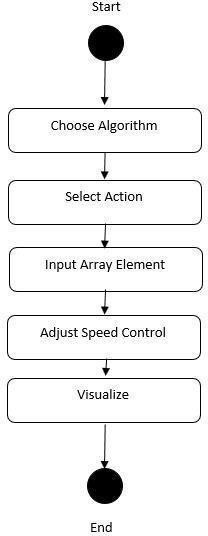 Start
Choose Algorithm
Select Action
Input Array Element
Adjust Speed Control
Visualize
End